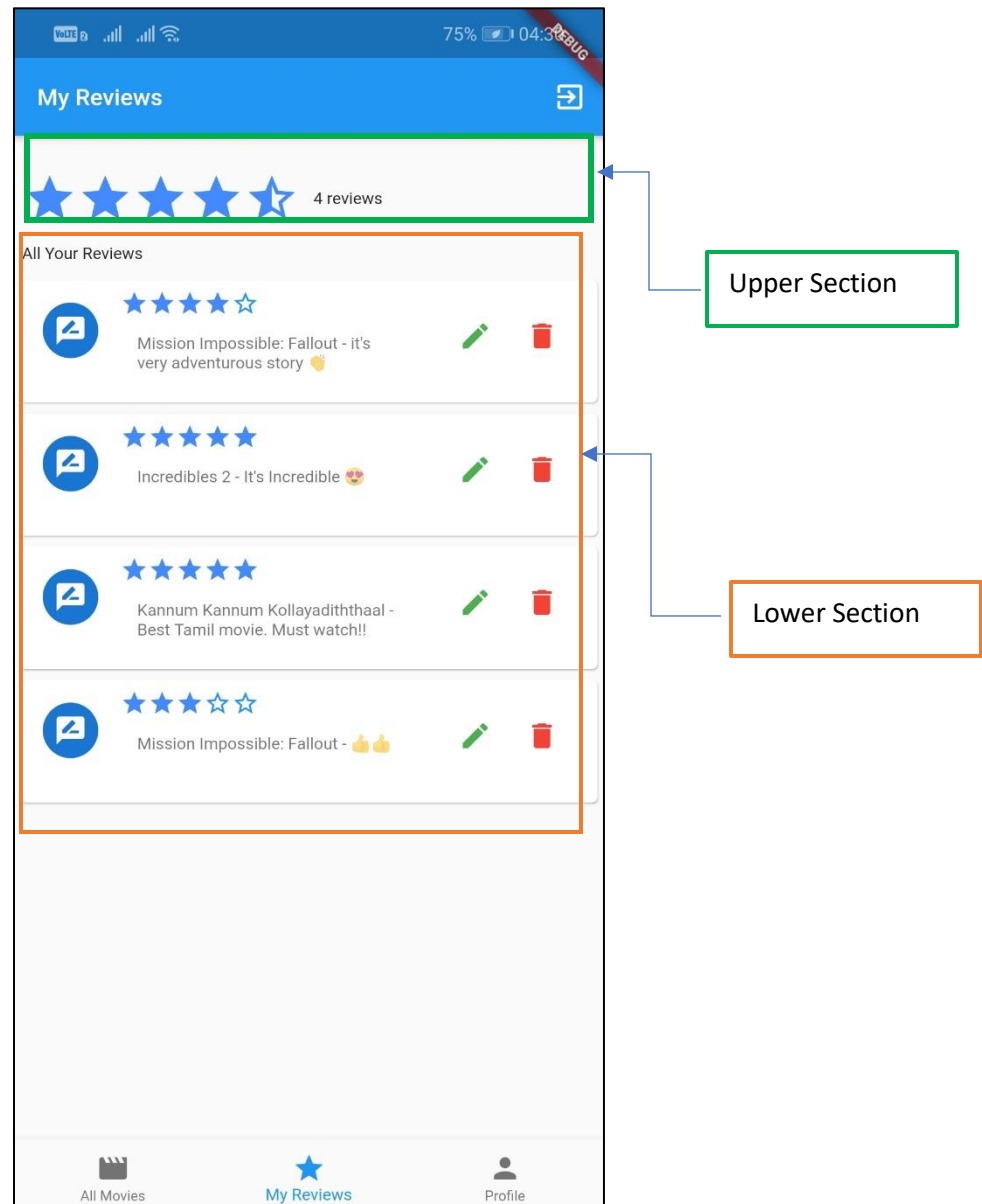 VoLTE 2 75% 04:3
DEBUG
My Reviews
4 reviews
All Your Reviews
Mission Impossible: Fallout - it's
very adventurous story 👏
Incredibles 2 - It's Incredible 😍
Kannum Kannum Kollayadiththaal -
Best Tamil movie. Must watch!!
Mission Impossible: Fallout - 👍👍
All Movies
My Reviews
Profile
Upper Section
Lower Section